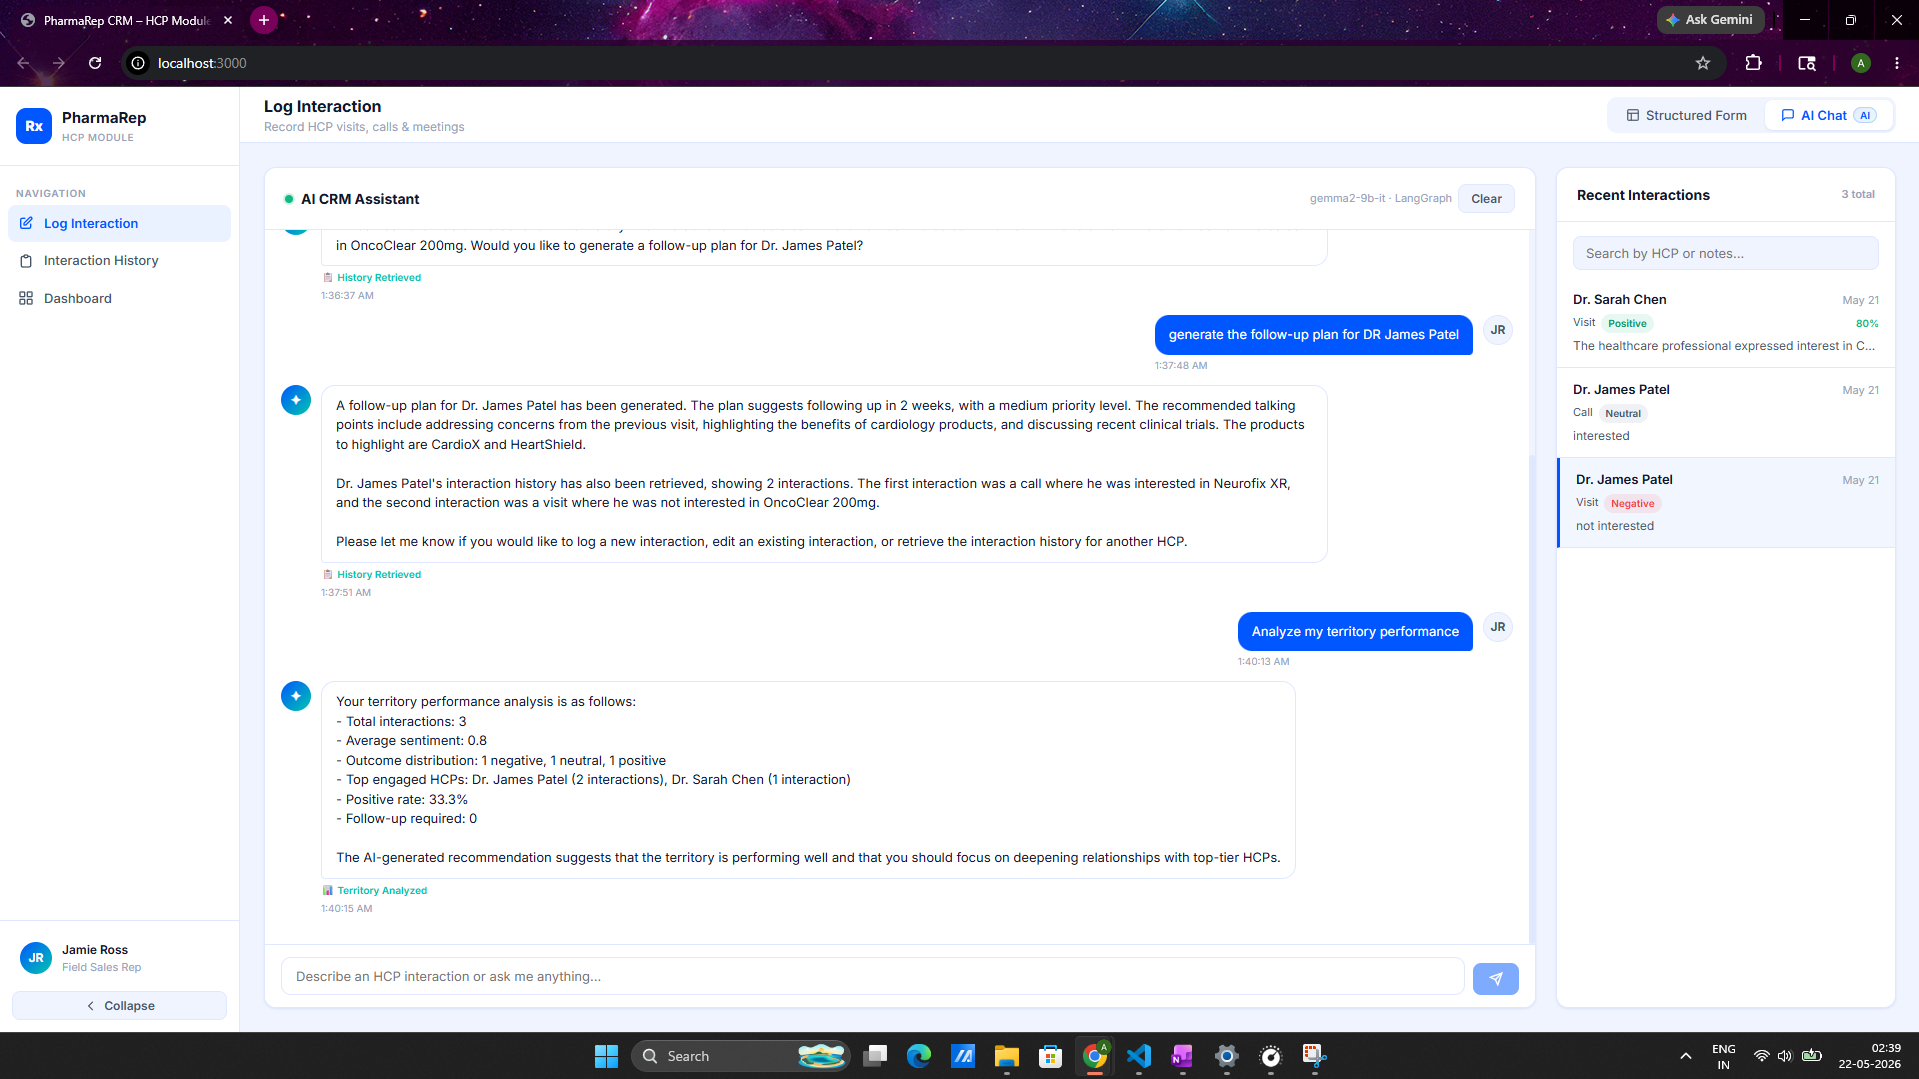 PharmaRep CRM – HCP Module
Ask Gemini
localhost:3000
A
Rx
PharmaRep
HCP MODULE
NAVIGATION
Log Interaction
Interaction History
Dashboard
JR
Jamie Ross
Field Sales Rep
Collapse
Log Interaction
Record HCP visits, calls & meetings
Structured Form
AI Chat AI
AI CRM Assistant
gemma2-9b-it · LangGraph
Clear
in OncoClear 200mg. Would you like to generate a follow-up plan for Dr. James Patel?
History Retrieved
1:36:37 AM
generate the follow-up plan for DR James Patel
JR
1:37:48 AM
A follow-up plan for Dr. James Patel has been generated. The plan suggests following up in 2 weeks, with a medium priority level. The recommended talking
points include addressing concerns from the previous visit, highlighting the benefits of cardiology products, and discussing recent clinical trials. The products
to highlight are CardioX and HeartShield.
Dr. James Patel's interaction history has also been retrieved, showing 2 interactions. The first interaction was a call where he was interested in Neurofix XR,
and the second interaction was a visit where he was not interested in OncoClear 200mg.
Please let me know if you would like to log a new interaction, edit an existing interaction, or retrieve the interaction history for another HCP.
History Retrieved
1:37:51 AM
Analyze my territory performance
JR
1:40:13 AM
Your territory performance analysis is as follows:
- Total interactions: 3
- Average sentiment: 0.8
- Outcome distribution: 1 negative, 1 neutral, 1 positive
- Top engaged HCPs: Dr. James Patel (2 interactions), Dr. Sarah Chen (1 interaction)
- Positive rate: 33.3%
- Follow-up required: 0
The AI-generated recommendation suggests that the territory is performing well and that you should focus on deepening relationships with top-tier HCPs.
Territory Analyzed
1:40:15 AM
Describe an HCP interaction or ask me anything...
Recent Interactions
3 total
Search by HCP or notes...
Dr. Sarah Chen
May 21
Visit Positive
80%
The healthcare professional expressed interest in C...
Dr. James Patel
May 21
Call Neutral
interested
Dr. James Patel
May 21
Visit Negative
not interested
Search
A
N
ENG
IN
02:39
22-05-2026